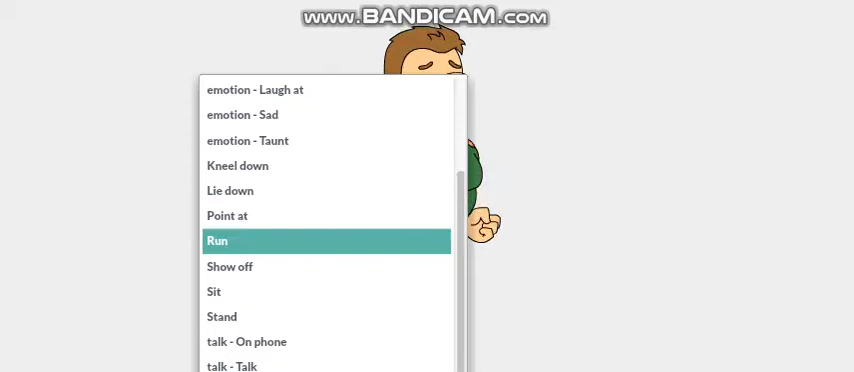 www.BANDICAM.com
emotion - Laugh at
emotion - Sad
emotion - Taunt
Kneel down
Lie down
Point at
Run
Show off
Sit
Stand
talk - On phone
talk - Talk